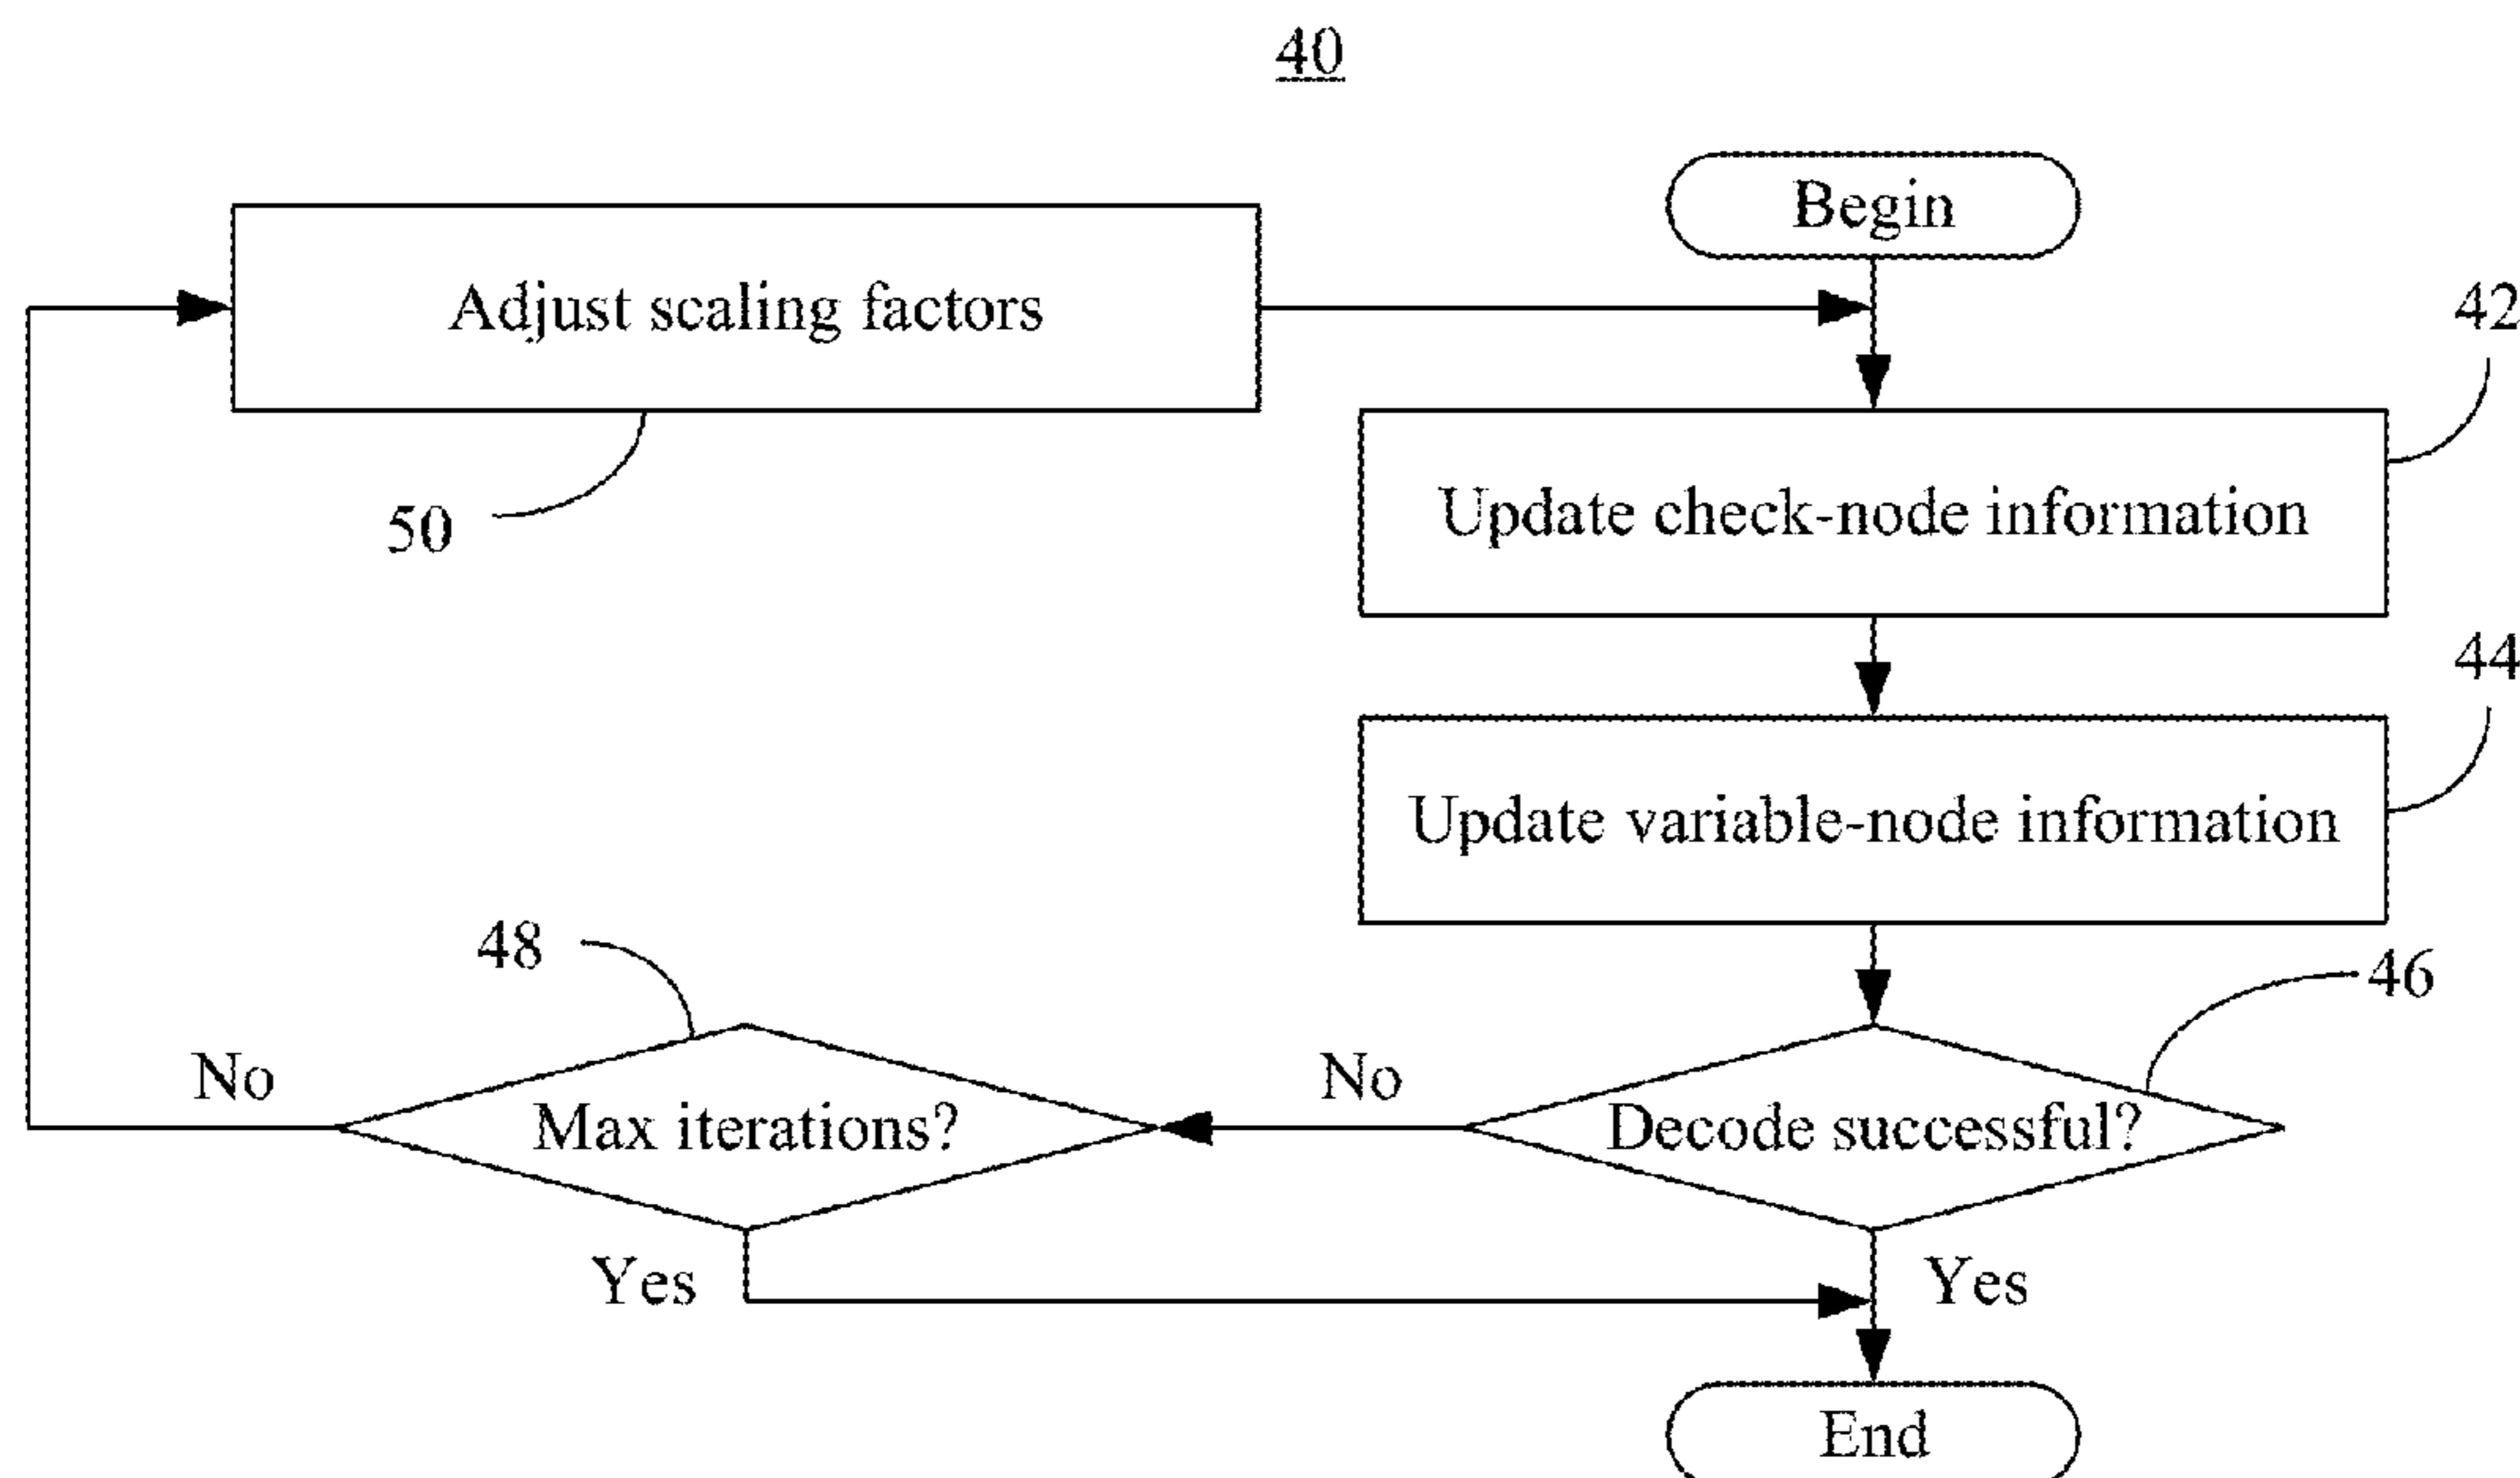 40
Begin
Adjust scaling factors
42
50
Update check-node information
44
Update variable-node information
48
46
No
No
Max iterations?
Decode successful?
Yes
Yes
End